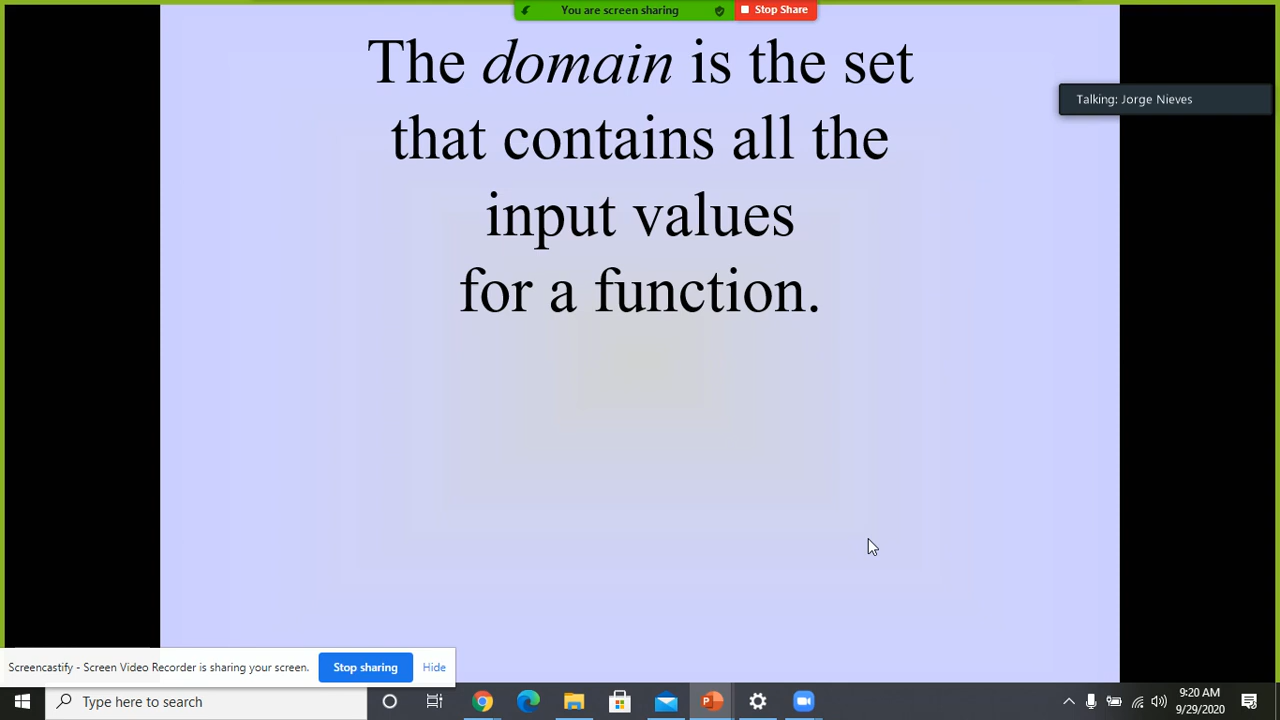 You are screen sharing
Stop Share
The domain is the set
that contains all the
input values
for a function.
Talking: Jorge Nieves
Screencastify - Screen Video Recorder is sharing your screen.
Stop sharing
Hide
Type here to search
9:20 AM
9/29/2020